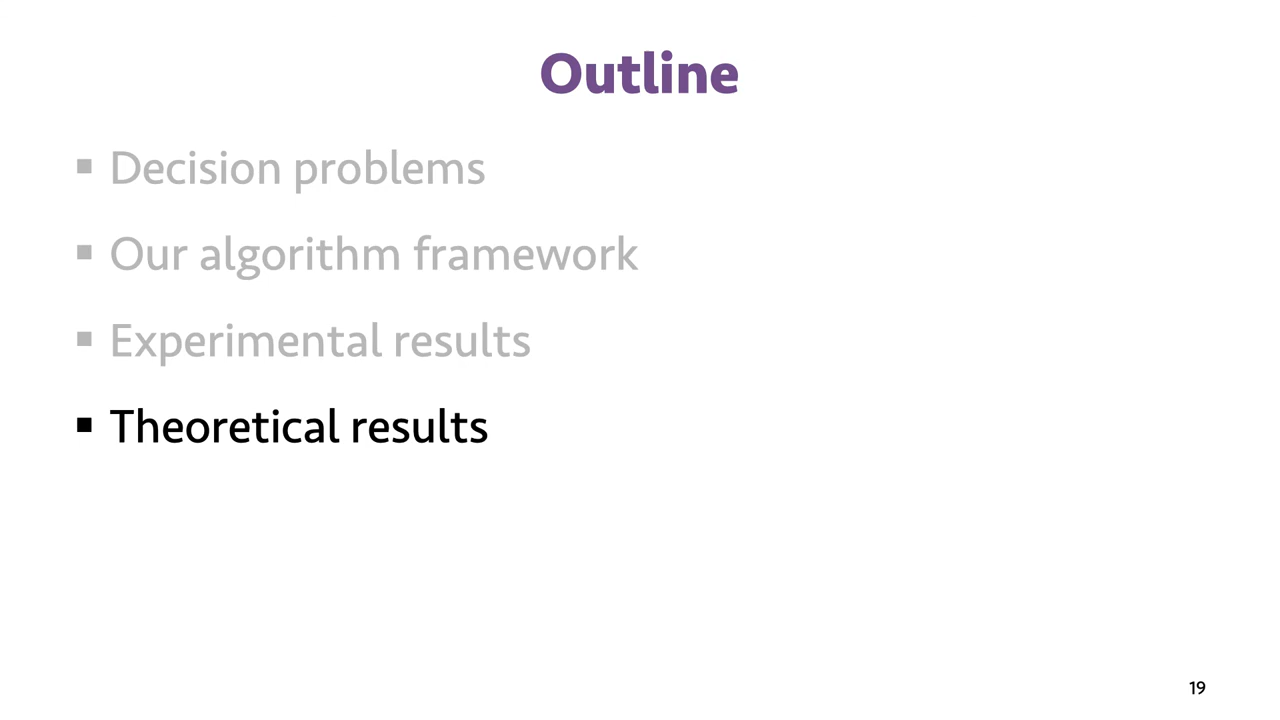 Outline
▪ Decision problems
▪ Our algorithm framework
▪ Experimental results
▪ Theoretical results
19